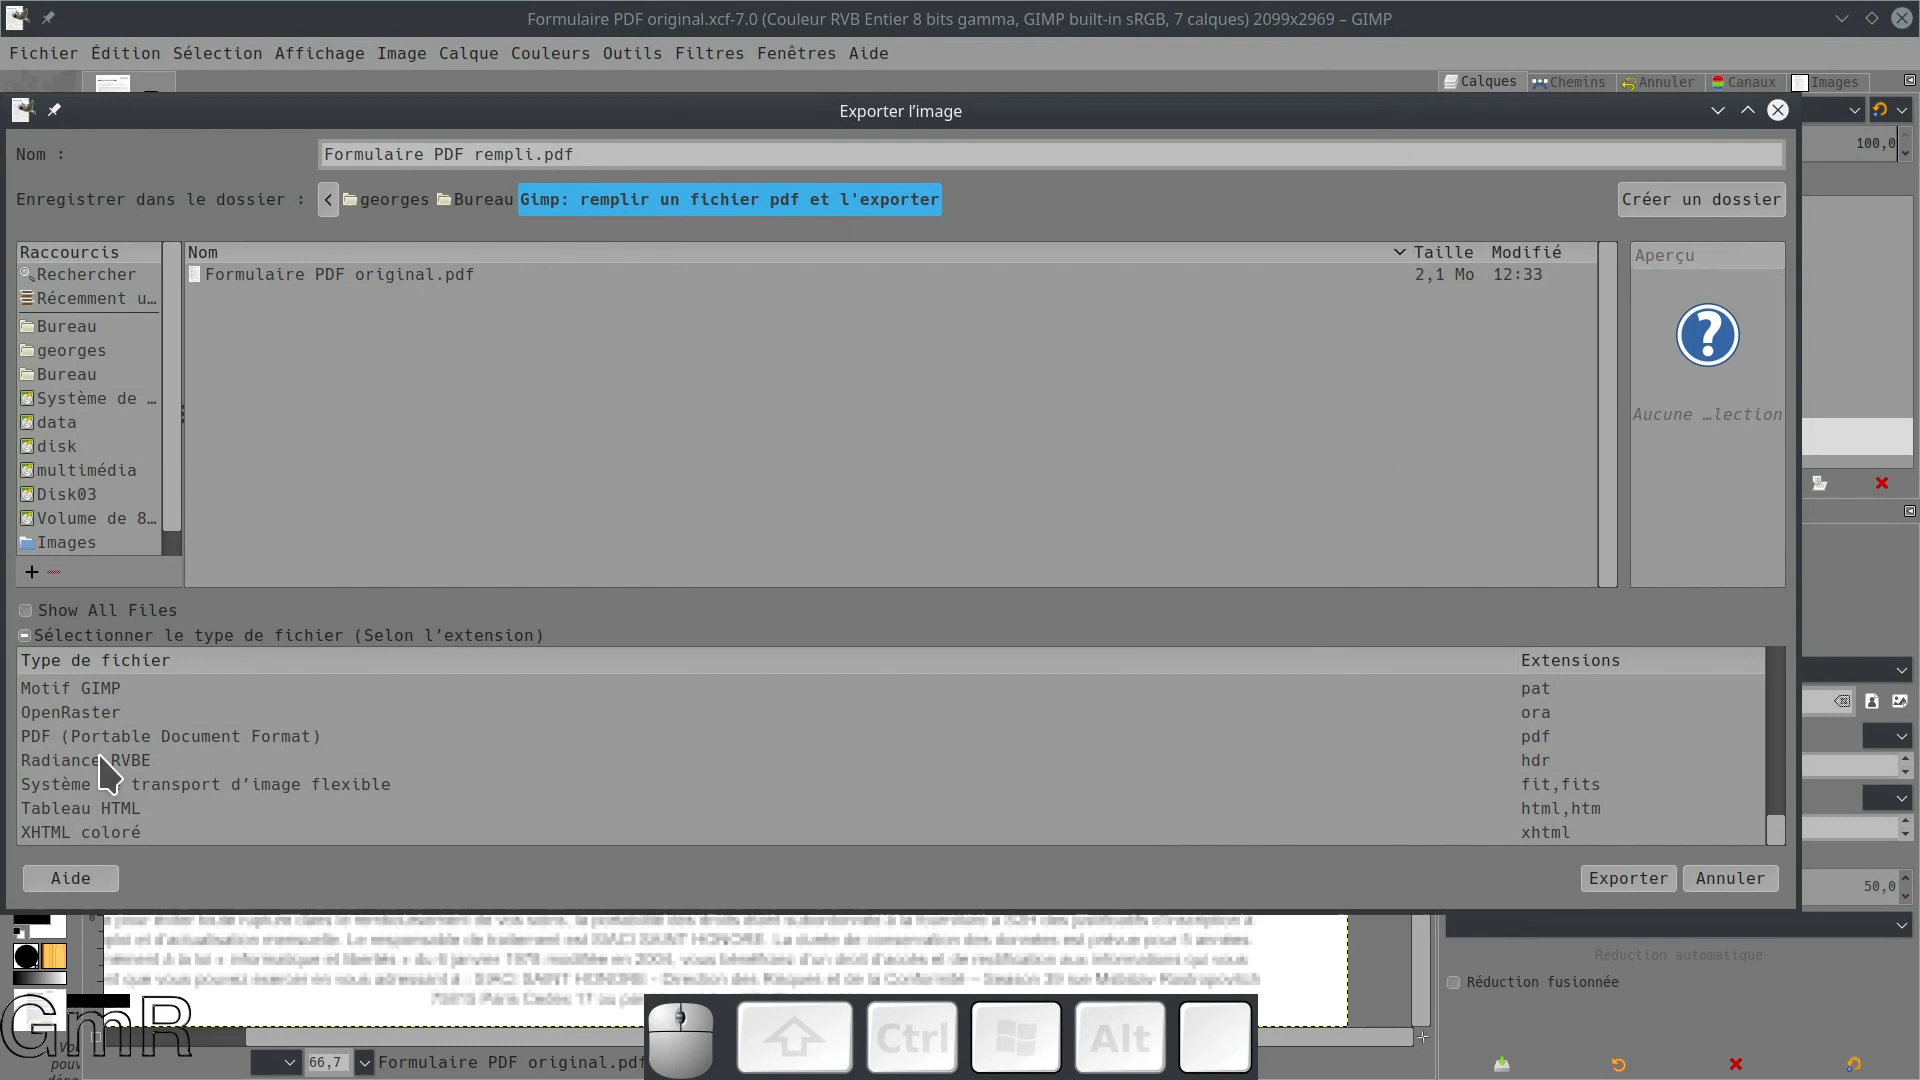 Formulaire PDF original.xcf-7.0 (Couleur RVB Entier 8 bits gamma, GIMP built-in sRGB, 7 calques) 2099x2969 – GIMP
Fichier Édition Sélection Affichage Image Calque Couleurs Outils Filtres Fenêtres Aide
Calques Chemins Annuler Canaux Images
Exporter l’image
100,0
Nom : Formulaire PDF rempli.pdf
Enregistrer dans le dossier : < georges Bureau Gimp: remplir un fichier pdf et l'exporter Créer un dossier
Raccourcis
Rechercher
Récemment u…
Bureau
georges
Bureau
Système de …
data
disk
multimédia
Disk03
Volume de 8…
Images
Nom Taille Modifié
Formulaire PDF original.pdf 2,1 Mo 12:33
Aperçu
Aucune …lection
Show All Files
Sélectionner le type de fichier (Selon l’extension)
Type de fichier Extensions
Motif GIMP pat
OpenRaster ora
PDF (Portable Document Format) pdf
Radiance RVBE hdr
Système transport d’image flexible fit,fits
Tableau HTML html,htm
XHTML coloré xhtml
Aide Exporter Annuler
50,0
Réduction automatique
Réduction fusionnée
GmR
Ctrl Alt
66,7 Formulaire PDF original.pdf